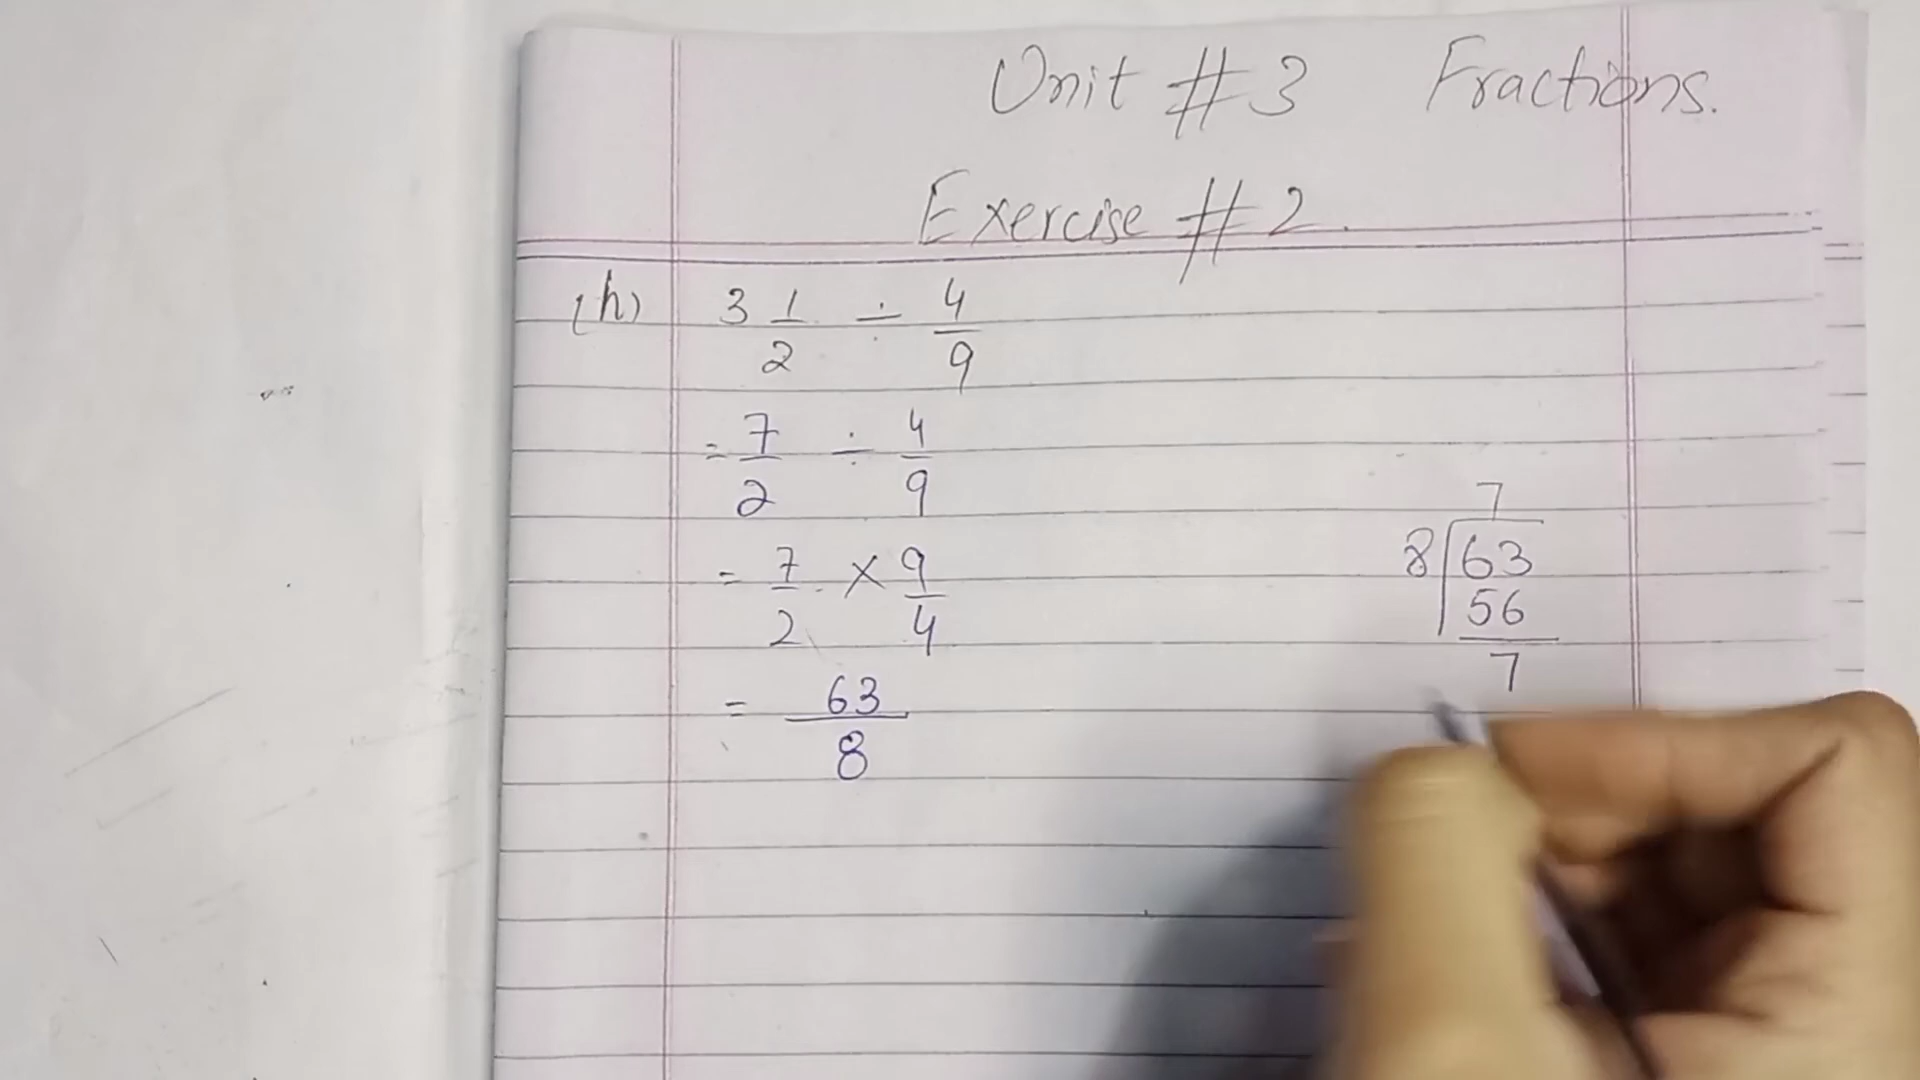 Unit # 3 Fractions.
Exercise # 2.
(h) 3 1/2 ÷ 4/9
= 7/2 ÷ 4/9
= 7/2 × 9/4
= 63/8
7
8 63
56
7